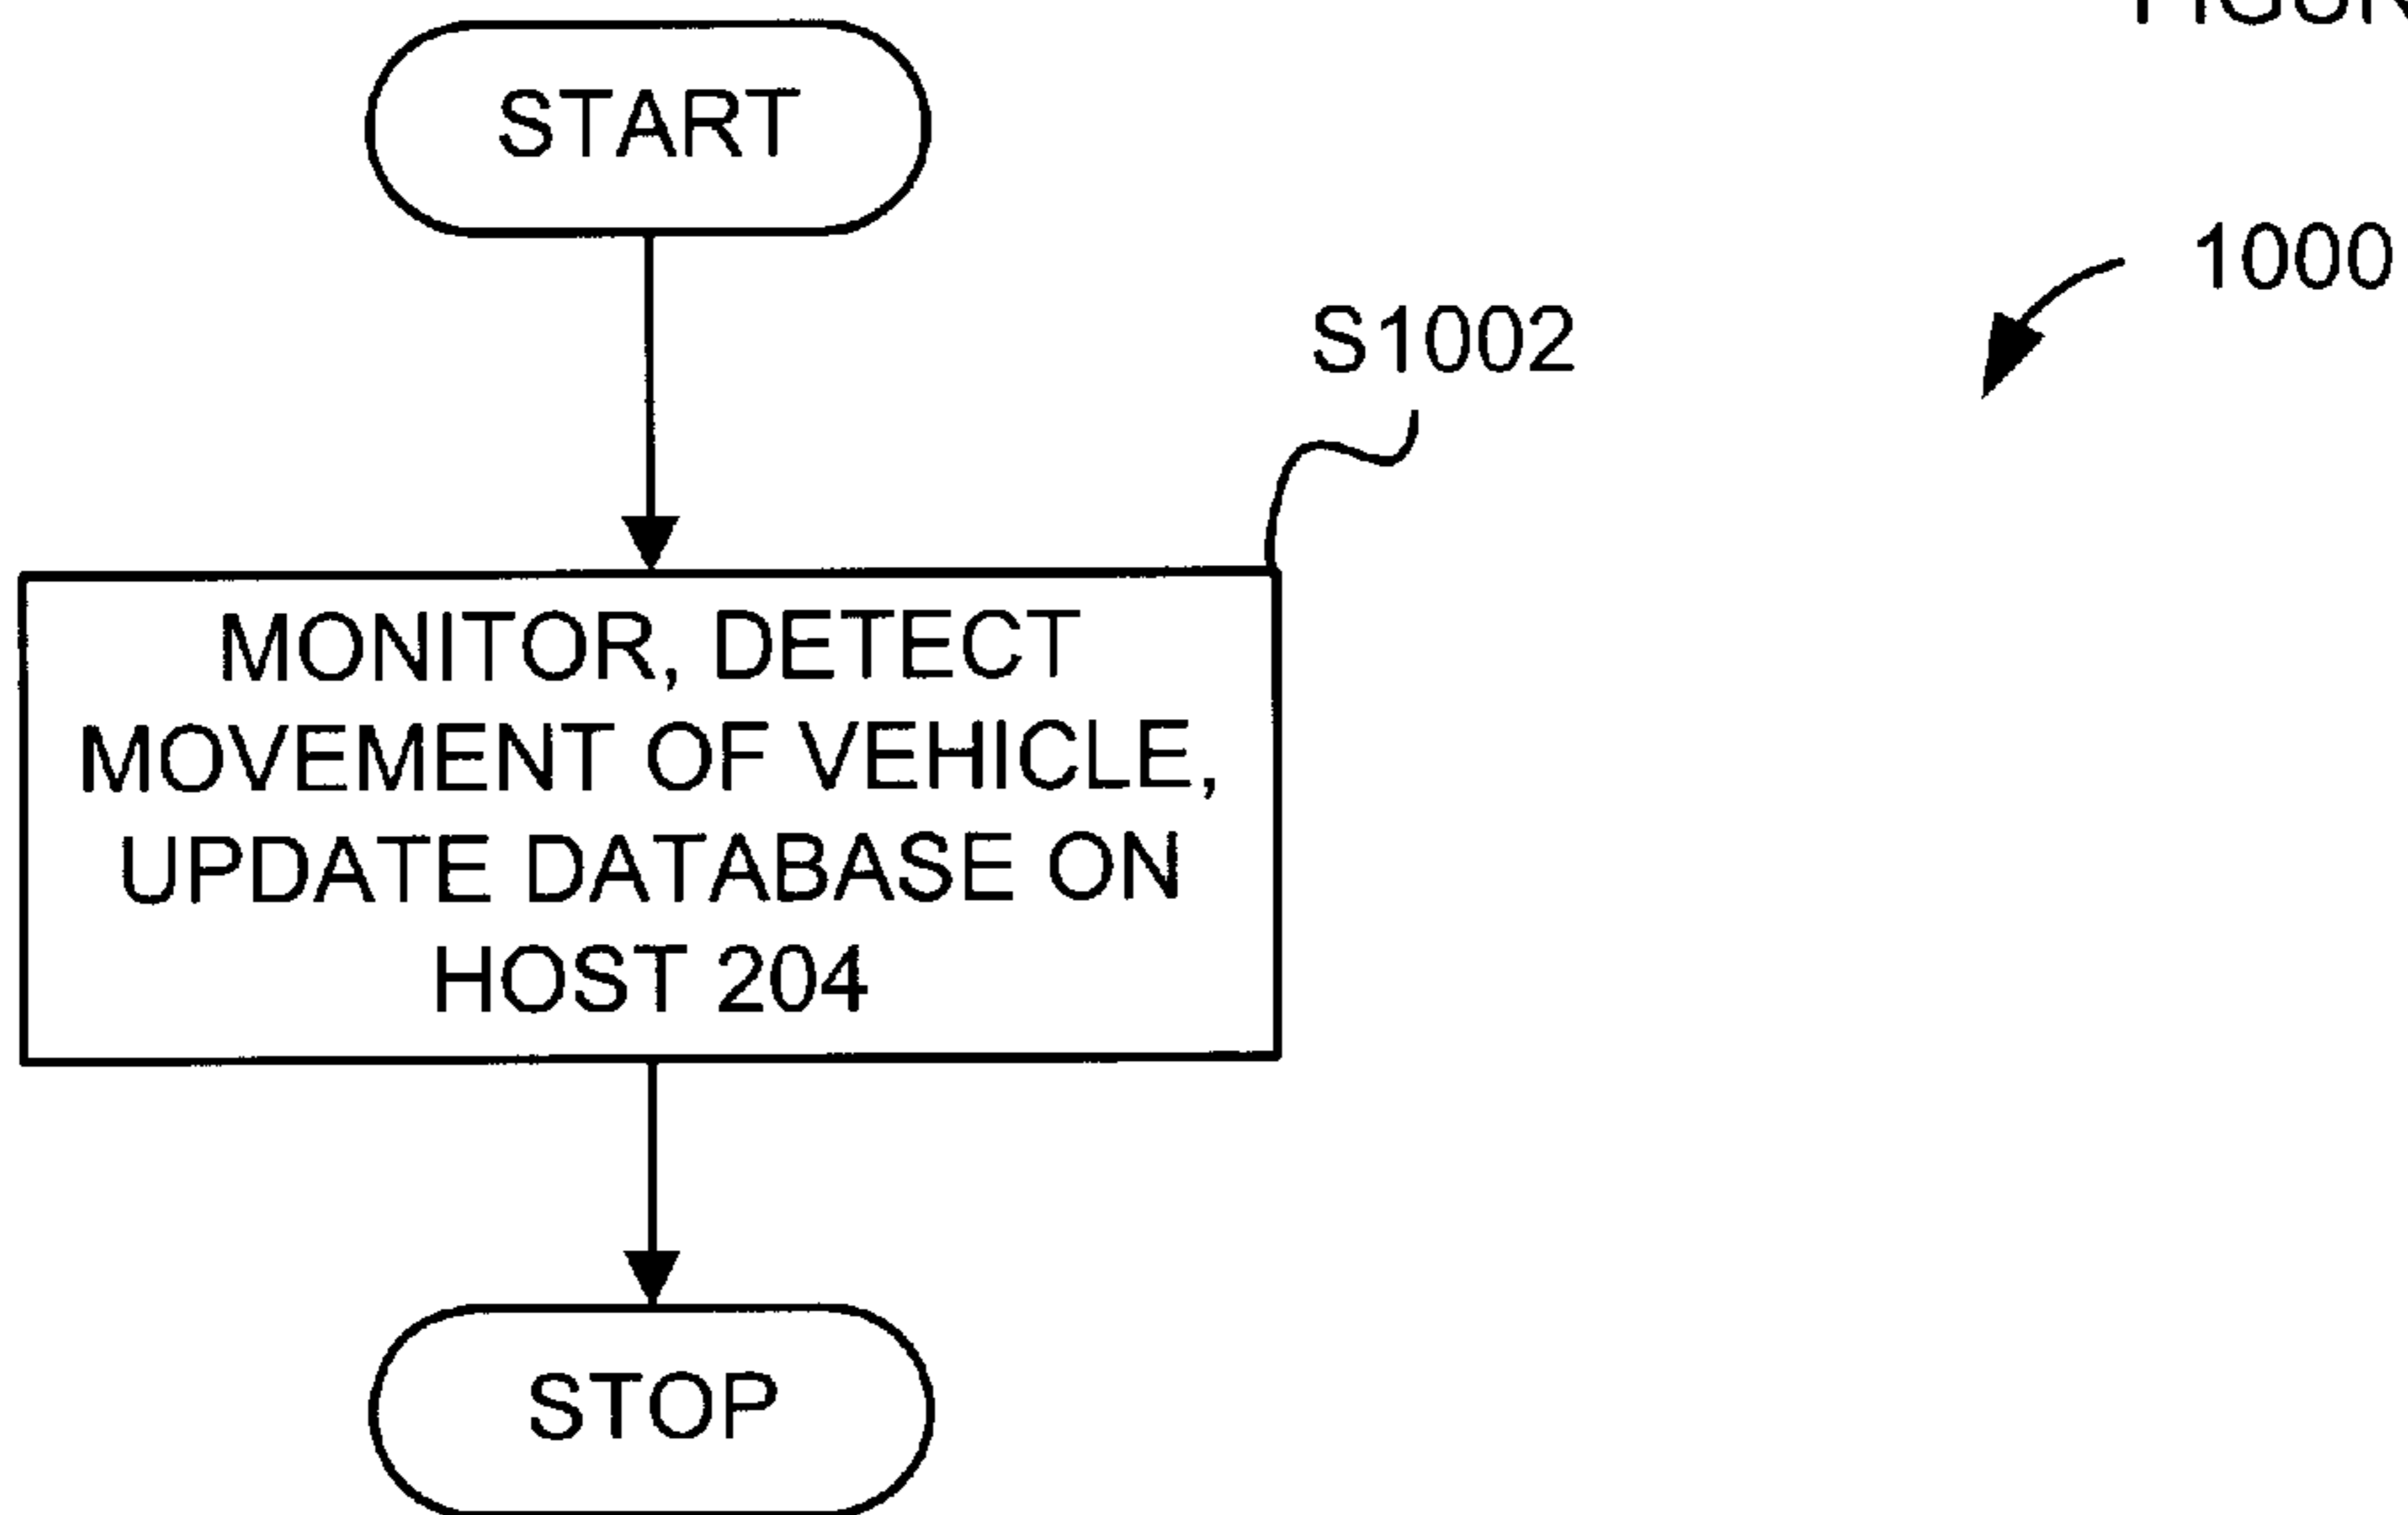 START
1000
S1002
MONITOR, DETECT
MOVEMENT OF VEHICLE,
UPDATE DATABASE ON
HOST 204
STOP